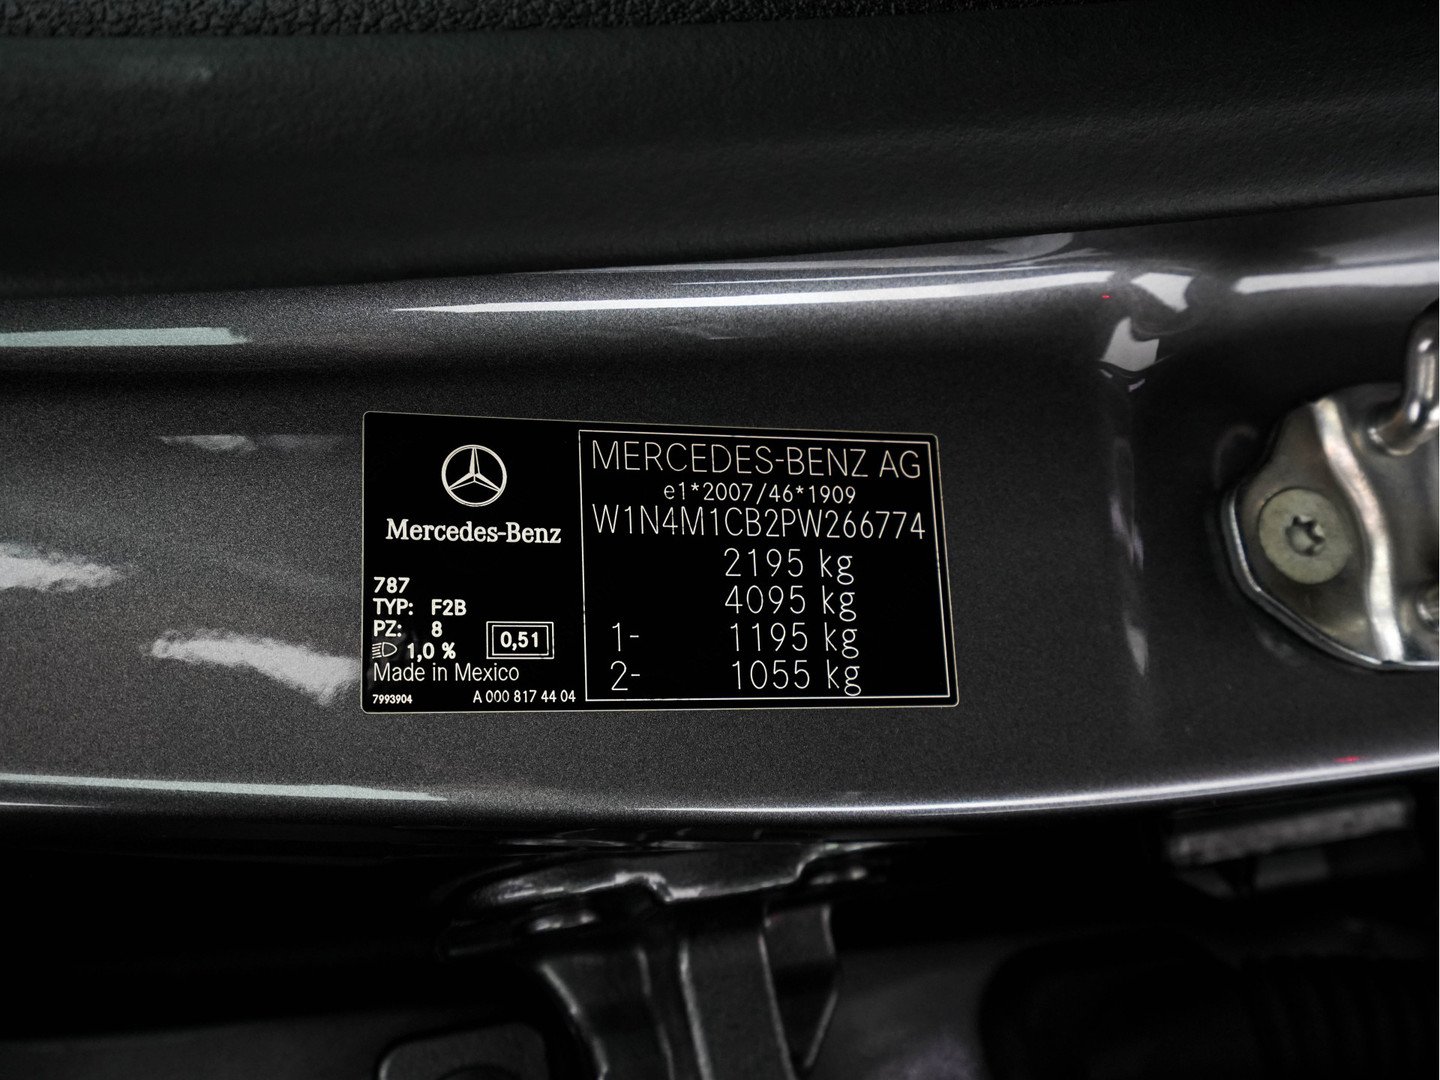 Mercedes-Benz
787
TYP: F2B
PZ: 8
1,0 %
0,51
Made in Mexico
7993904 A 000 817 44 04
MERCEDES-BENZ AG
e1*2007/46*1909
W1N4M1CB2PW266774
2195 kg
4095 kg
1- 1195 kg
2- 1055 kg